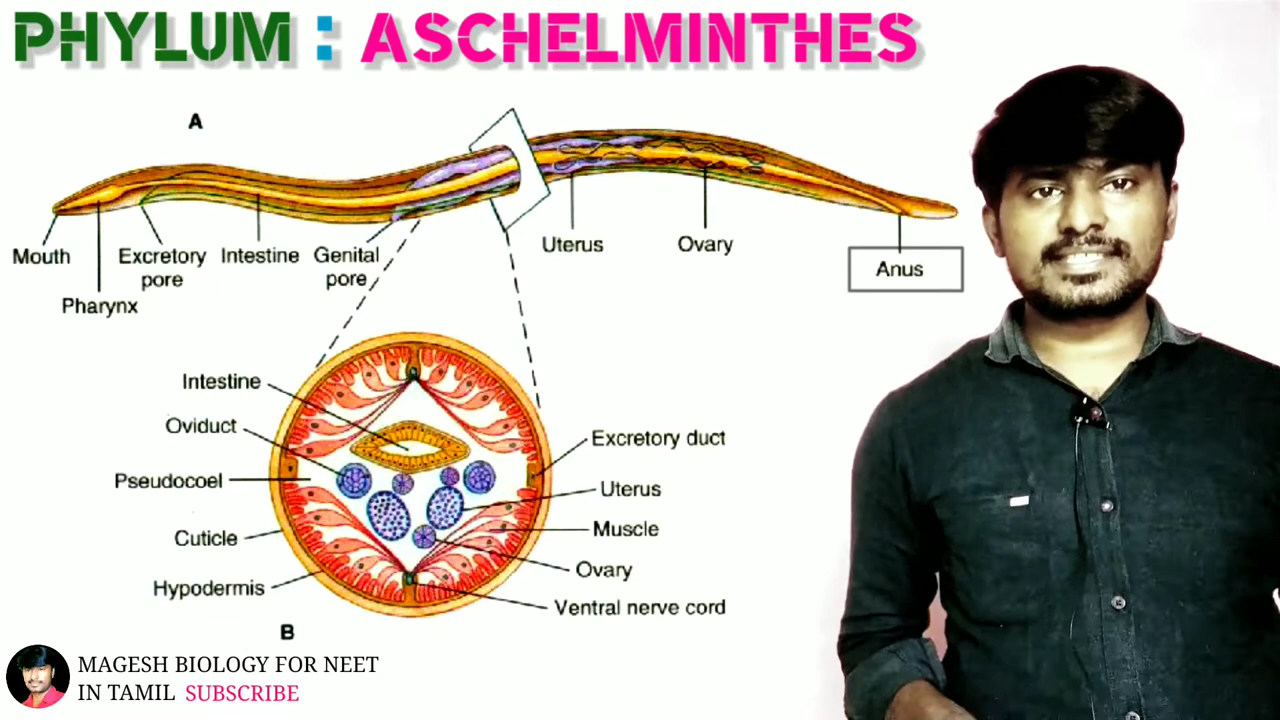 PHYLUM : ASCHELMINTHES
A
Mouth
Pharynx
Excretory
pore
Intestine
Genital
pore
Uterus
Ovary
Anus
Intestine
Oviduct
Pseudocoel
Cuticle
Hypodermis
Excretory duct
Uterus
Muscle
Ovary
Ventral nerve cord
B
MAGESH BIOLOGY FOR NEET
IN TAMIL SUBSCRIBE